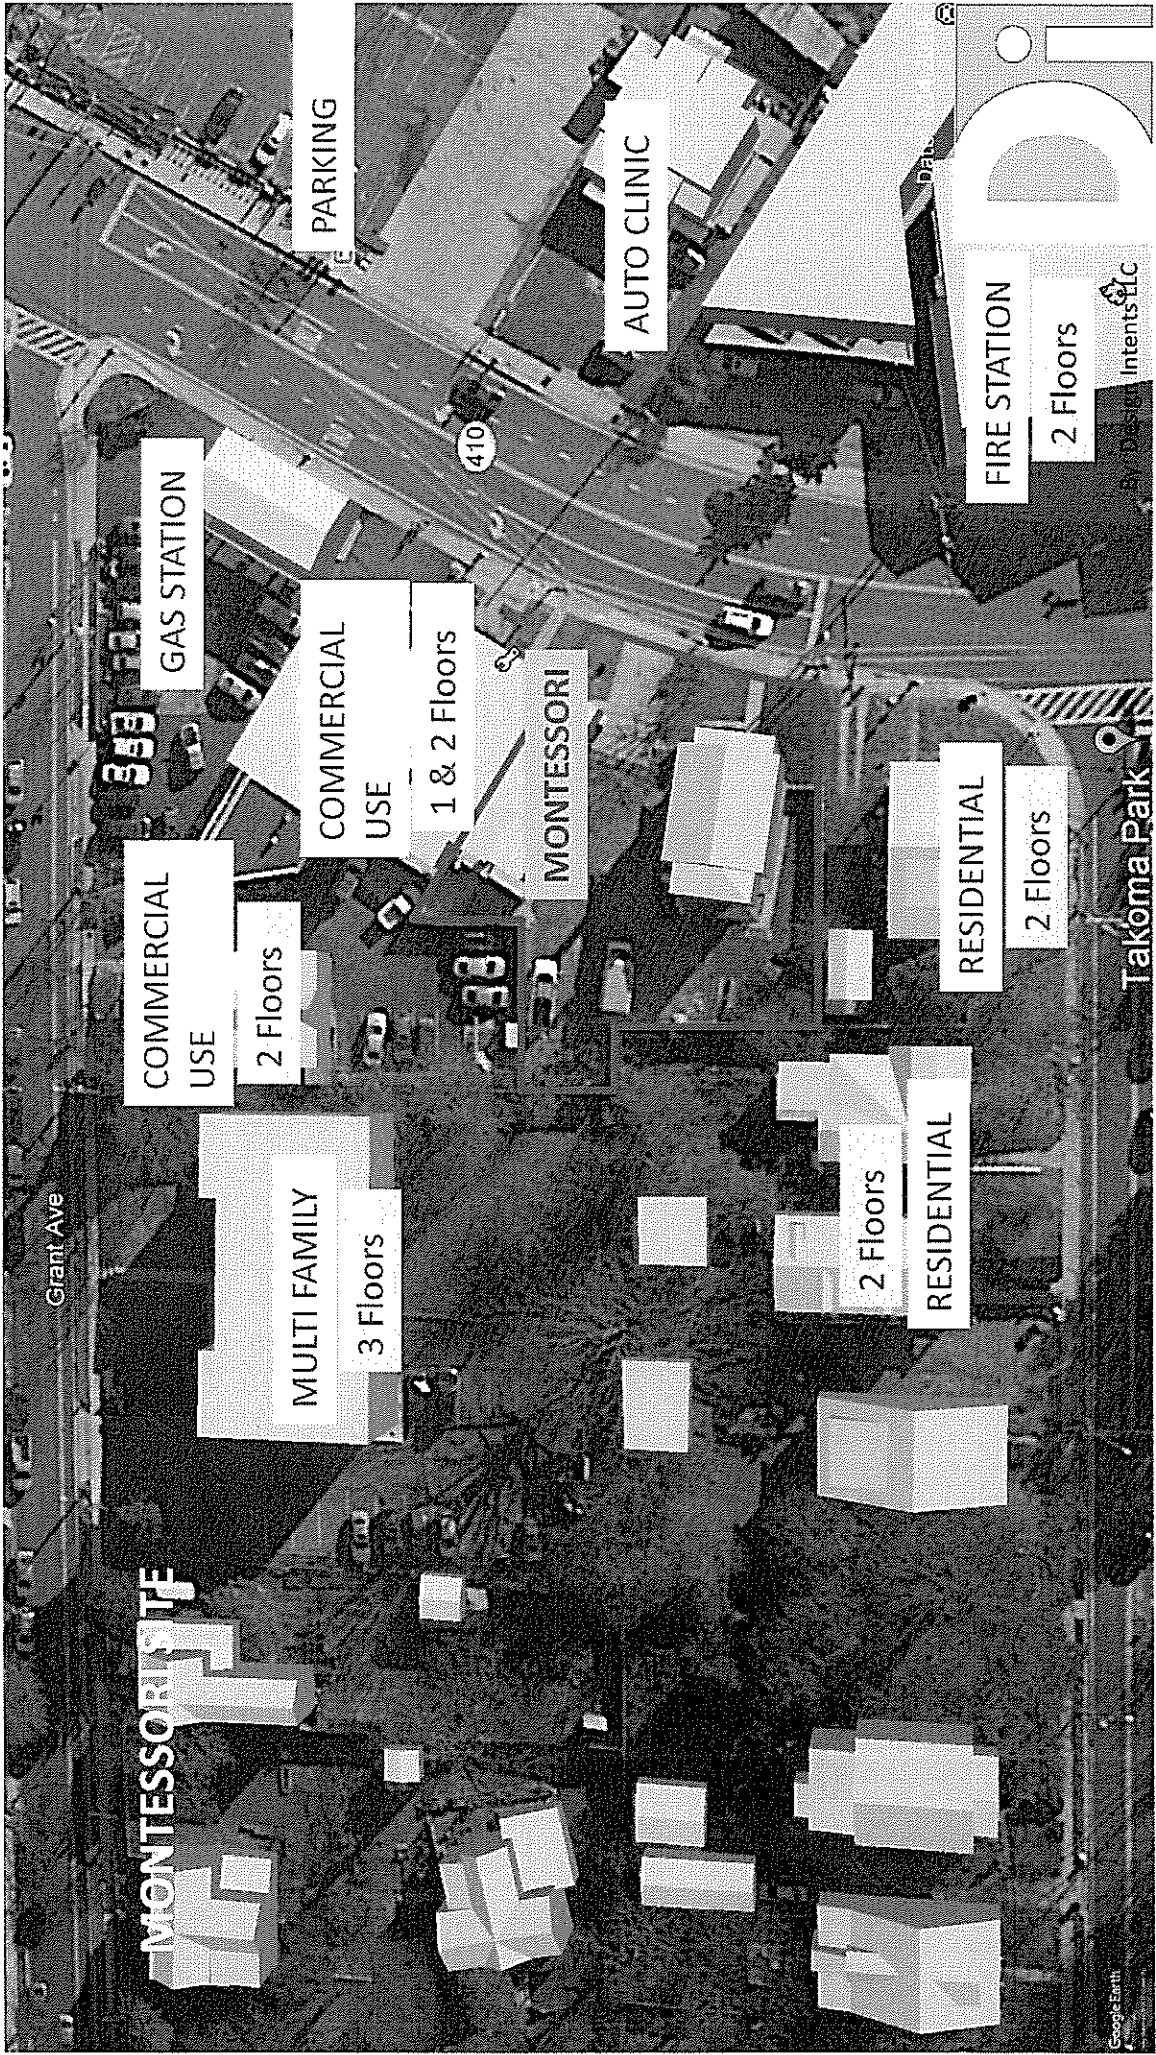 MONTESSORI SITE
Grant Ave
MULTI FAMILY
3 Floors
COMMERCIAL
USE
2 Floors
GAS STATION
COMMERCIAL
USE
1 & 2 Floors
MONTESSORI
PARKING
410
AUTO CLINIC
2 Floors
RESIDENTIAL
RESIDENTIAL
2 Floors
FIRE STATION
2 Floors
Takoma Park
By : Design Intents LLC
Google Earth